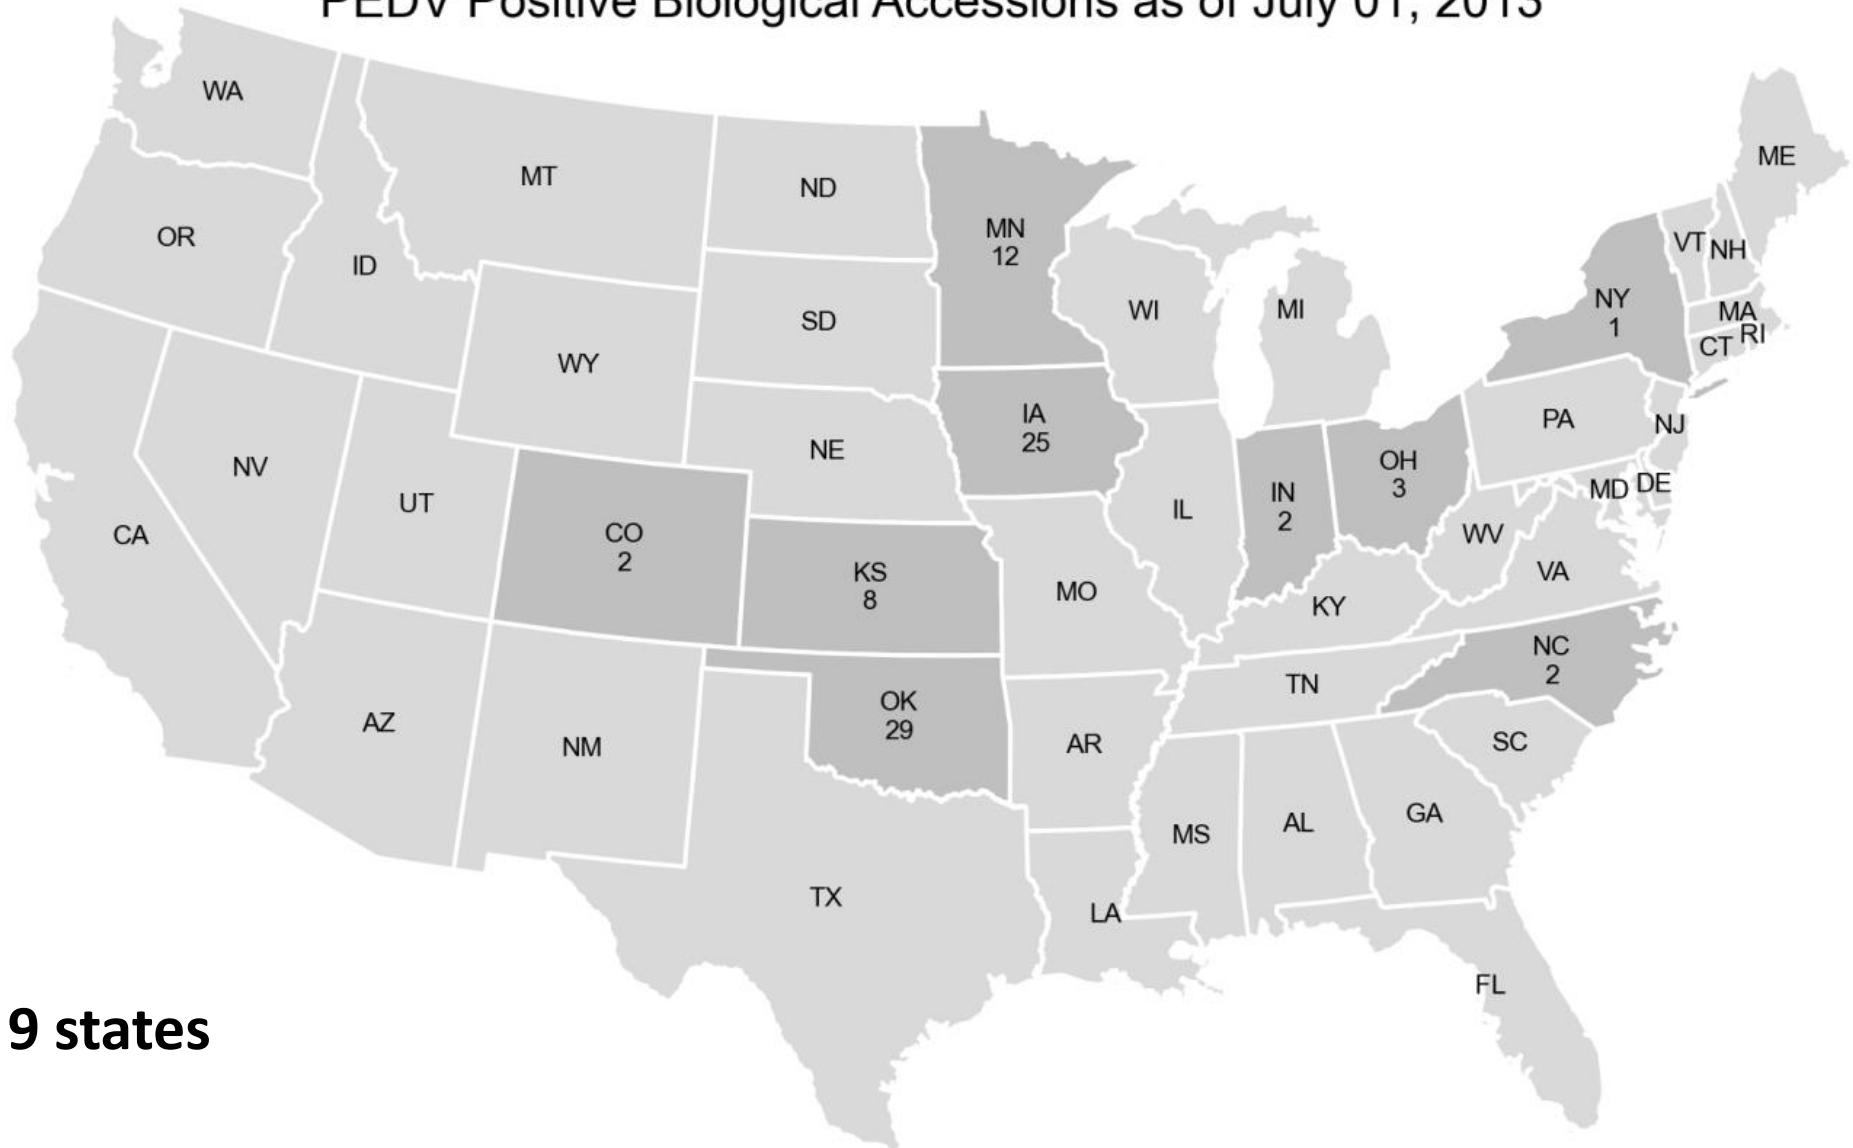 PEDV Positive Biological Accessions as of July 01, 2013
WA
MT
ND
MN
12
ME
OR
ID
VT
NH
SD
WI
MI
NY
1
MA
RI
CT
WY
IA
25
PA
NJ
NE
NV
OH
3
IN
2
MD
DE
UT
IL
CA
CO
2
WV
KS
8
VA
MO
KY
NC
2
TN
OK
29
AZ
NM
AR
SC
MS
AL
GA
TX
LA
FL
9 states